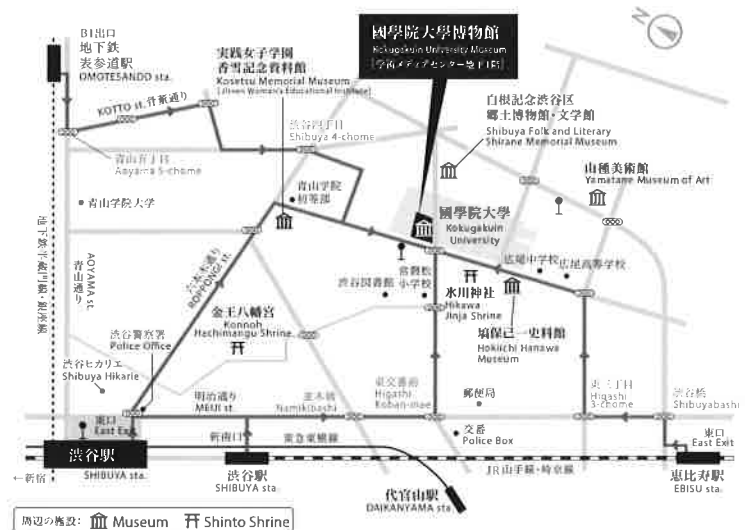 B1出口
地下鉄
表参道駅
OMOTESANDO sta.
KOTTO st. 骨董通り
青山五丁目
Aoyama 5-chome
青山学院大学
地下鉄半蔵門線・銀座線
青山通り
AOYAMA st.
実践女子学園
香雪記念資料館
Kosetsu Memorial Museum
[Jissen Women's Educational Institute]
渋谷四丁目
Shibuya 4-chome
青山学院
初等部
國學院大學博物館
Kokugakuin University Museum
[学術メディアセンター地下1階]
N
白根記念渋谷区
郷土博物館・文学館
Shibuya Folk and Literary
Shirane Memorial Museum
山種美術館
Yamatane Museum of Art
國學院大學
Kokugakuin
University
広尾中学校
広尾高等学校
常磐松
小学校
渋谷図書館
氷川神社
Hikawa
Jinja Shrine
塙保己一史料館
Hokiichi Hanawa
Museum
六本木通り
ROPPONGI st.
金王八幡宮
Konnoh
Hachimangu Shrine
渋谷警察署
Police Office
渋谷ヒカリエ
Shibuya Hikarie
明治通り
MEIJI st.
並木橋
Namikibashi
東交番前
Higashi
Koban-mae
郵便局
東三丁目
Higashi
3-chome
渋谷橋
Shibuyabashi
交番
Police Box
東口
East Exit
東口
East Exit
新南口
東急東横線
渋谷駅
SHIBUYA sta.
渋谷駅
SHIBUYA sta.
JR山手線・埼京線
恵比寿駅
EBISU sta.
←新宿
代官山駅
DAIKANYAMA sta.
周辺の施設: Museum Shinto Shrine